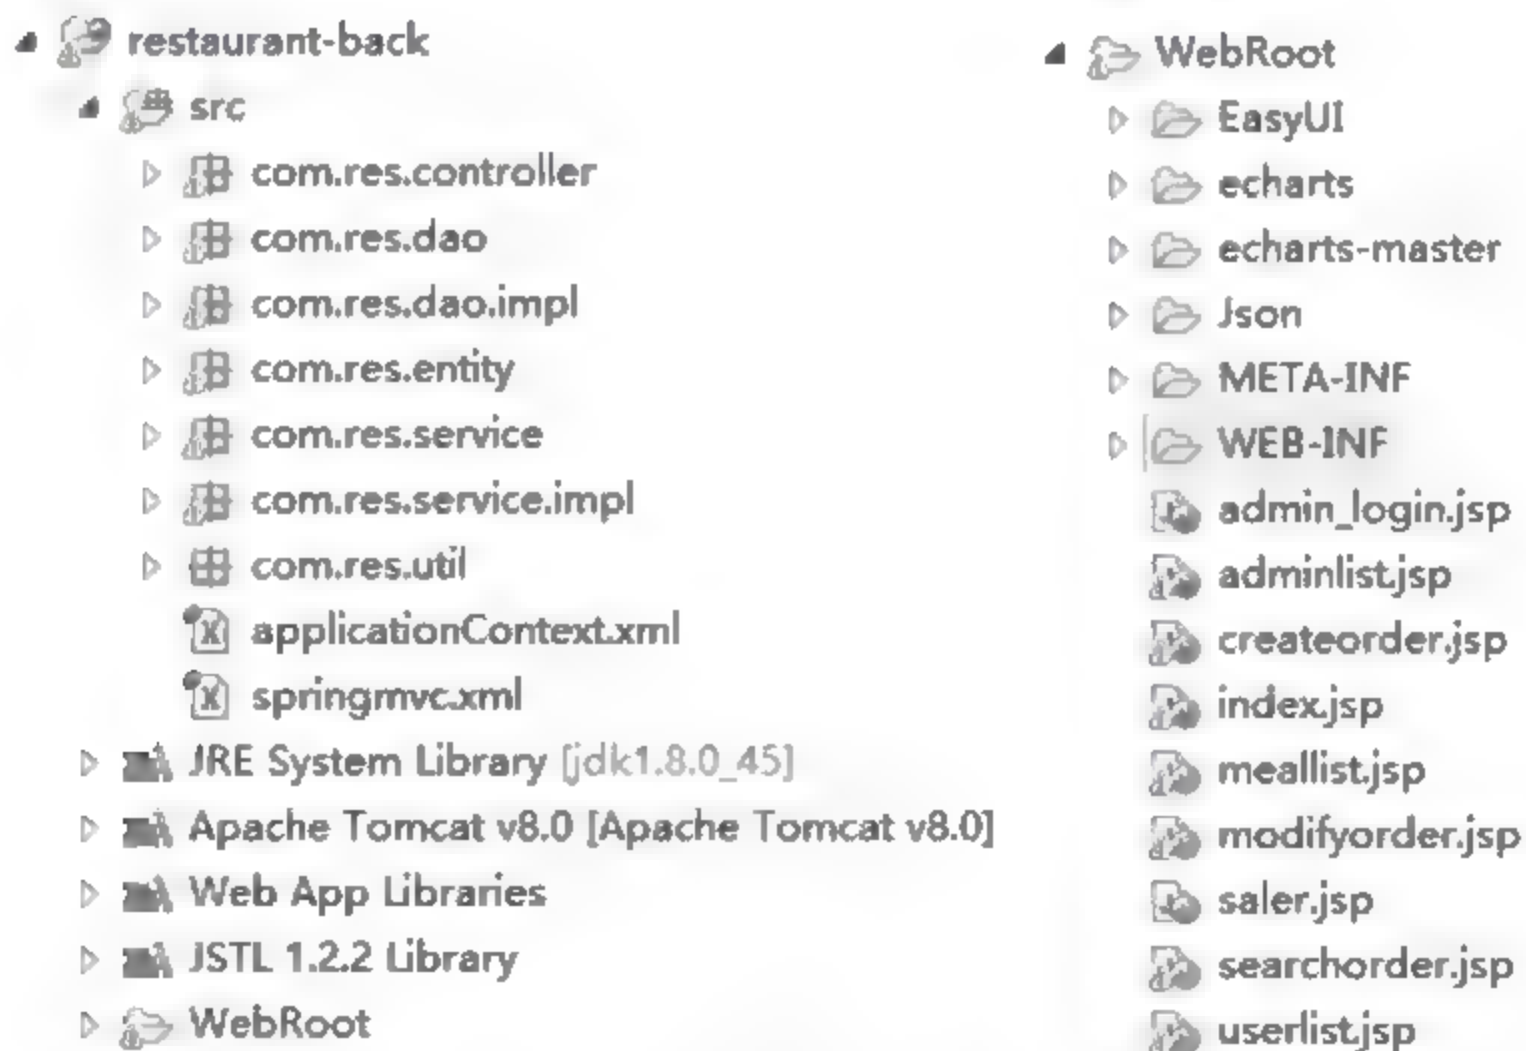 restaurant-back
src
com.res.controller
com.res.dao
com.res.dao.impl
com.res.entity
com.res.service
com.res.service.impl
com.res.util
applicationContext.xml
springmvc.xml
JRE System Library [jdk1.8.0_45]
Apache Tomcat v8.0 [Apache Tomcat v8.0]
Web App Libraries
JSTL 1.2.2 Library
WebRoot
WebRoot
EasyUI
echarts
echarts-master
Json
META-INF
WEB-INF
admin_login.jsp
adminlist.jsp
createorder.jsp
index.jsp
meallist.jsp
modifyorder.jsp
saler.jsp
searchorder.jsp
userlist.jsp